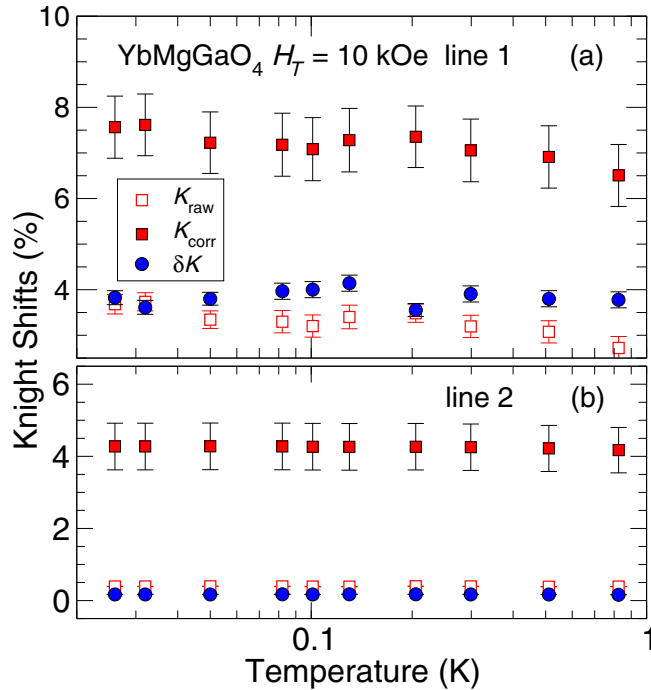 10
YbMgGaO4 HT = 10 kOe line 1 (a)
8
6
Kraw
Kcorr
δK
4
6
line 2 (b)
4
2
0
0.1 1
Knight Shifts (%)
Temperature (K)